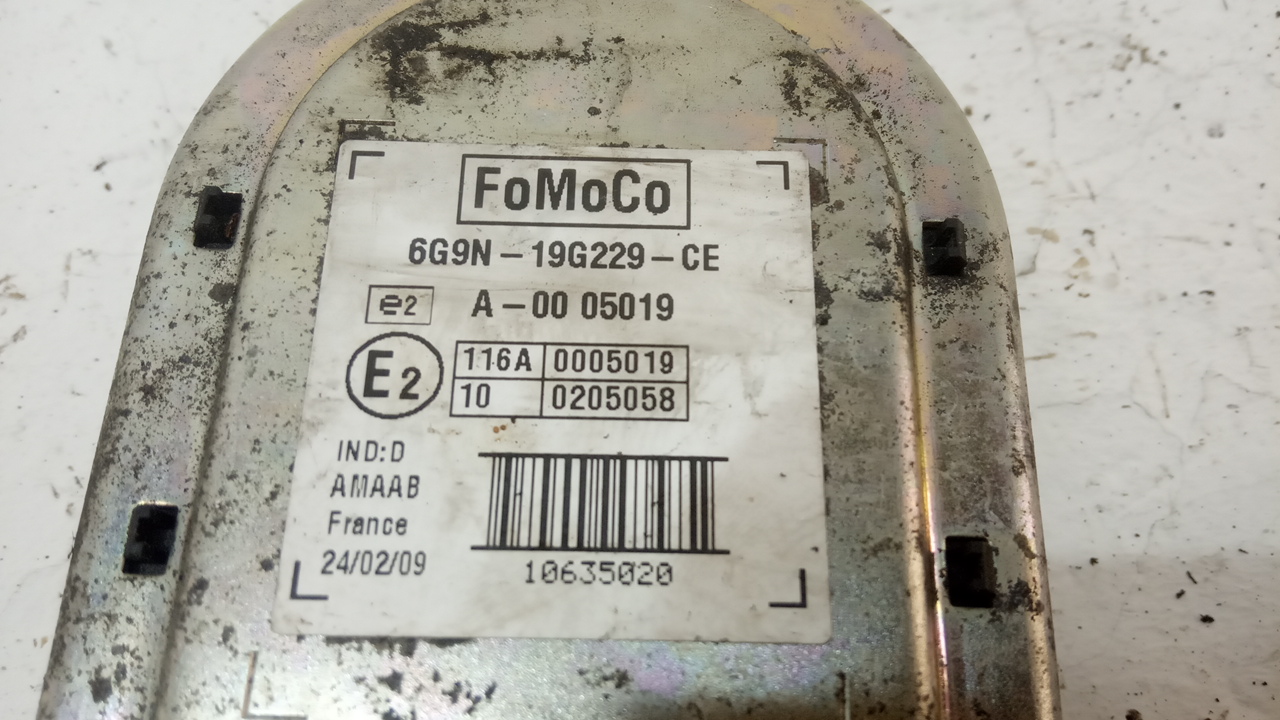 FoMoCo
6G9N-19G229-CE
e2 A-00 05019
E2 116A 0005019
10 0205058
IND:D
AMAAB
France
24/02/09
10635020